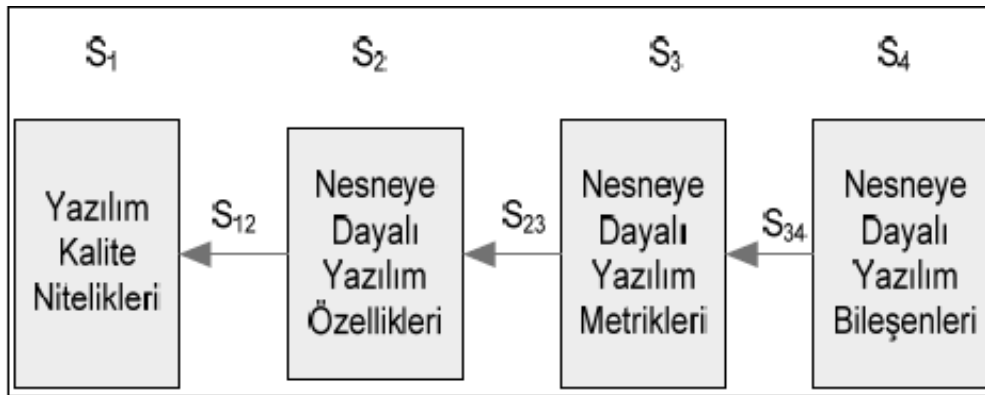 S₁ S₂ S₃ S₄
Yazılım
Kalite
Nitelikleri
S₁₂
Nesneye
Dayalı
Yazılım
Özellikleri
S₂₃
Nesneye
Dayalı
Yazılım
Metrikleri
S₃₄
Nesneye
Dayalı
Yazılım
Bileşenleri